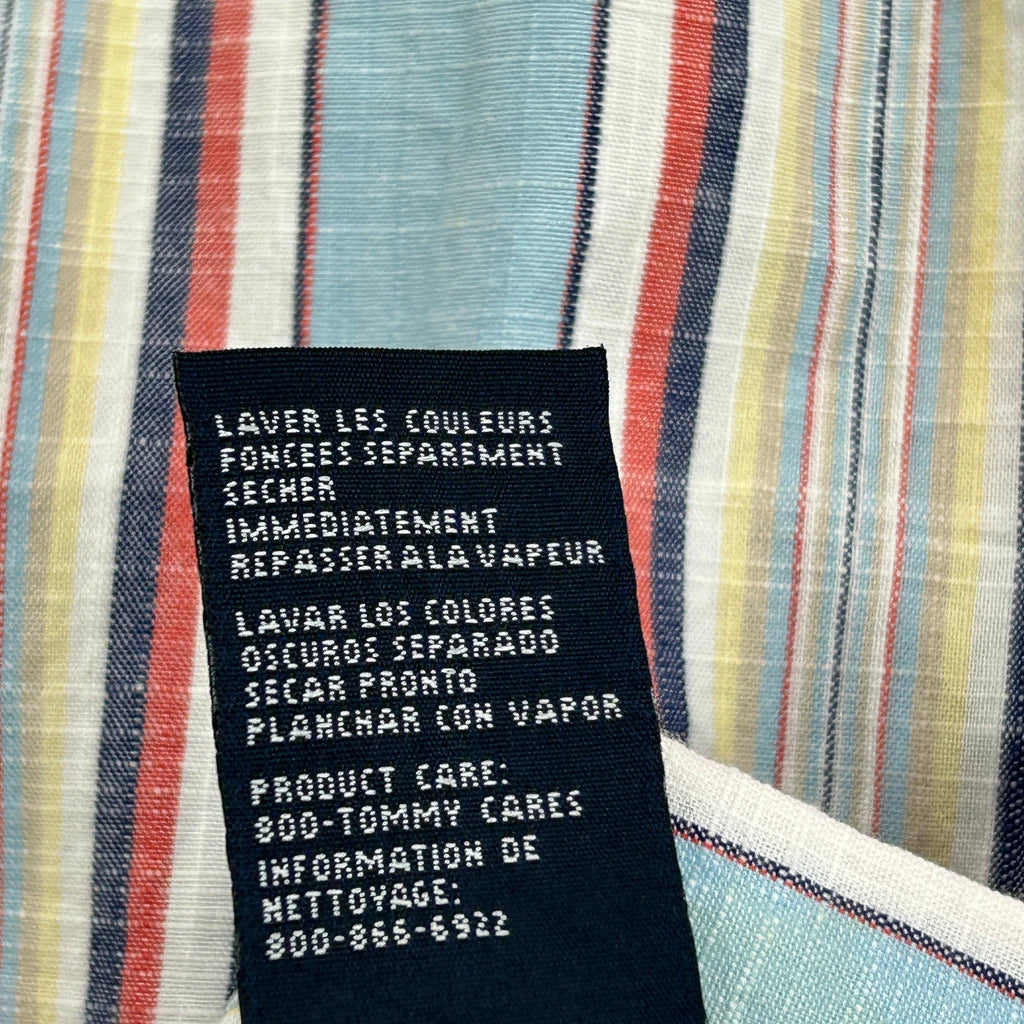 LAVER LES COULEURS
FONCEES SEPAREMENT
SECHER
IMMEDIATEMENT
REPASSER A LA VAPEUR
LAVAR LOS COLORES
OSCUROS SEPARADO
SECAR PRONTO
PLANCHAR CON VAPOR
PRODUCT CARE:
800-TOMMY CARES
INFORMATION DE
NETTOYAGE:
800-866-6922